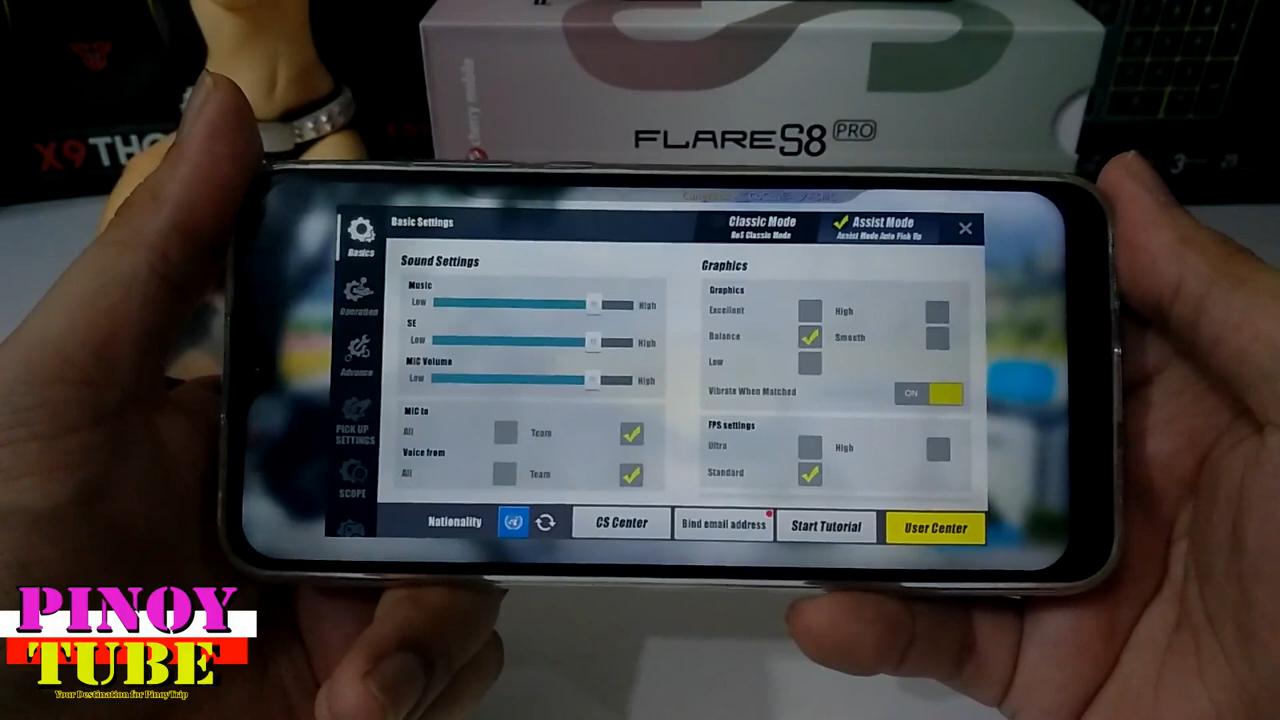 X9 THO
cherry mobile
FLARE S8 PRO
Basics
Operation
Advance
PICK UP
SETTINGS
SCOPE
Basic Settings
Classic Mode
RoS Classic Mode
Assist Mode
Assist Mode Auto Pick Up
Sound Settings
Music
Low High
SE
Low High
MiC Volume
Low High
MiC to
All Team
Voice from
All Team
Graphics
Graphics
Excellent High
Balance Smooth
Low
Vibrate When Matched ON
FPS settings
Ultra High
Standard
Nationality
CS Center
Bind email address
Start Tutorial
User Center
PINOY
TUBE
Your Destination for PinoyTrip